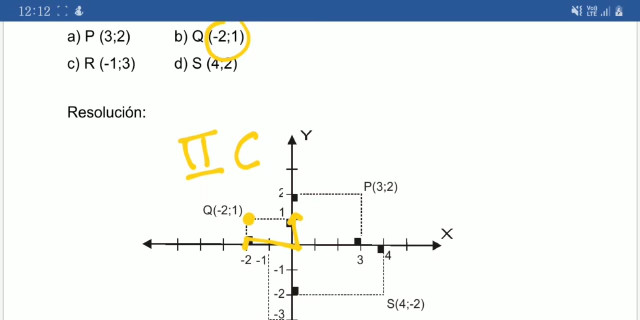 12:12
a) P (3;2) b) Q (-2;1)
c) R (-1;3) d) S (4;2)
Resolución:
II C
Y
2
P(3;2)
Q(-2;1)
1
X
-2 -1
3
4
-1
-2
S(4;-2)
-3